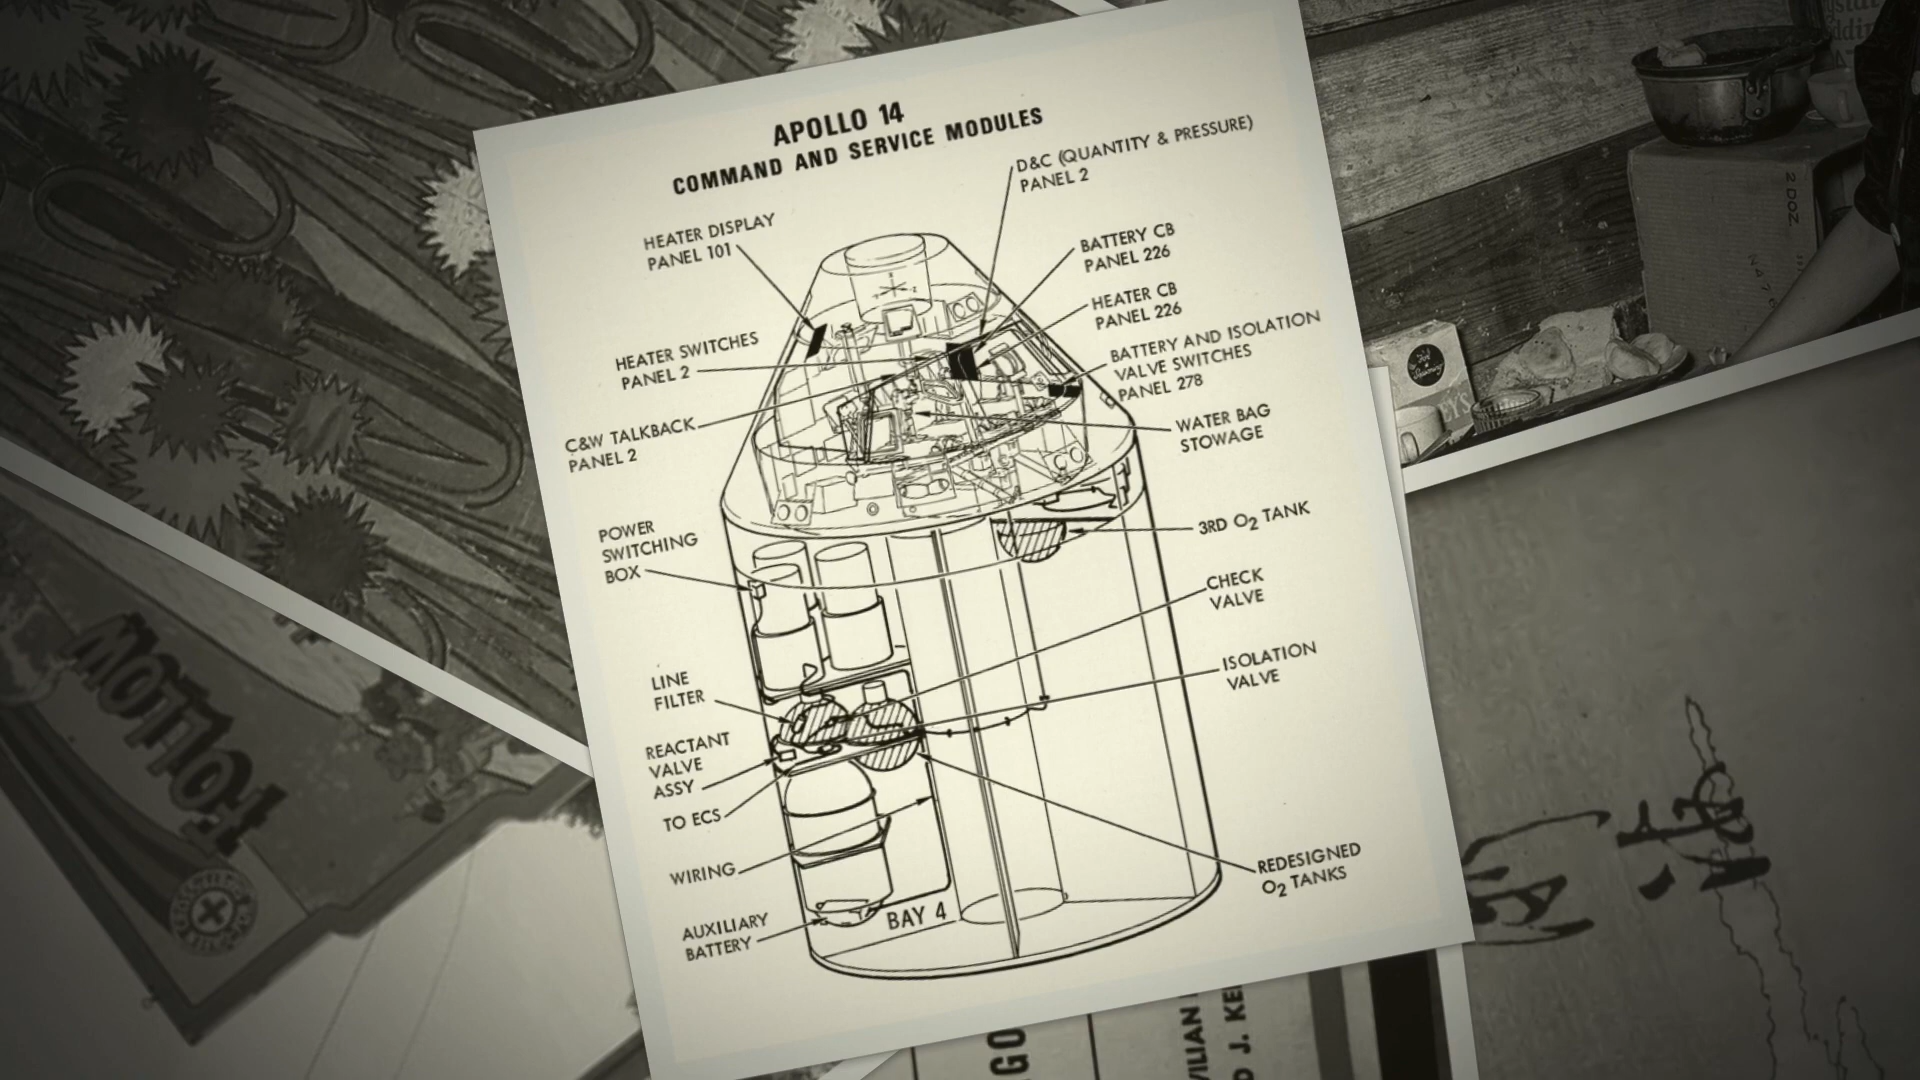 APOLLO 14
COMMAND AND SERVICE MODULES
D&C (QUANTITY & PRESSURE)
PANEL 2
HEATER DISPLAY
PANEL 101
BATTERY CB
PANEL 226
HEATER CB
PANEL 226
HEATER SWITCHES
PANEL 2
BATTERY AND ISOLATION
VALVE SWITCHES
PANEL 278
C&W TALKBACK
PANEL 2
WATER BAG
STOWAGE
POWER
SWITCHING
BOX
3RD O2 TANK
CHECK
VALVE
LINE
FILTER
ISOLATION
VALVE
REACTANT
VALVE
ASSY
TO ECS
WIRING
REDESIGNED
O2 TANKS
AUXILIARY
BATTERY
BAY 4
FOLLOW
2 DOZ